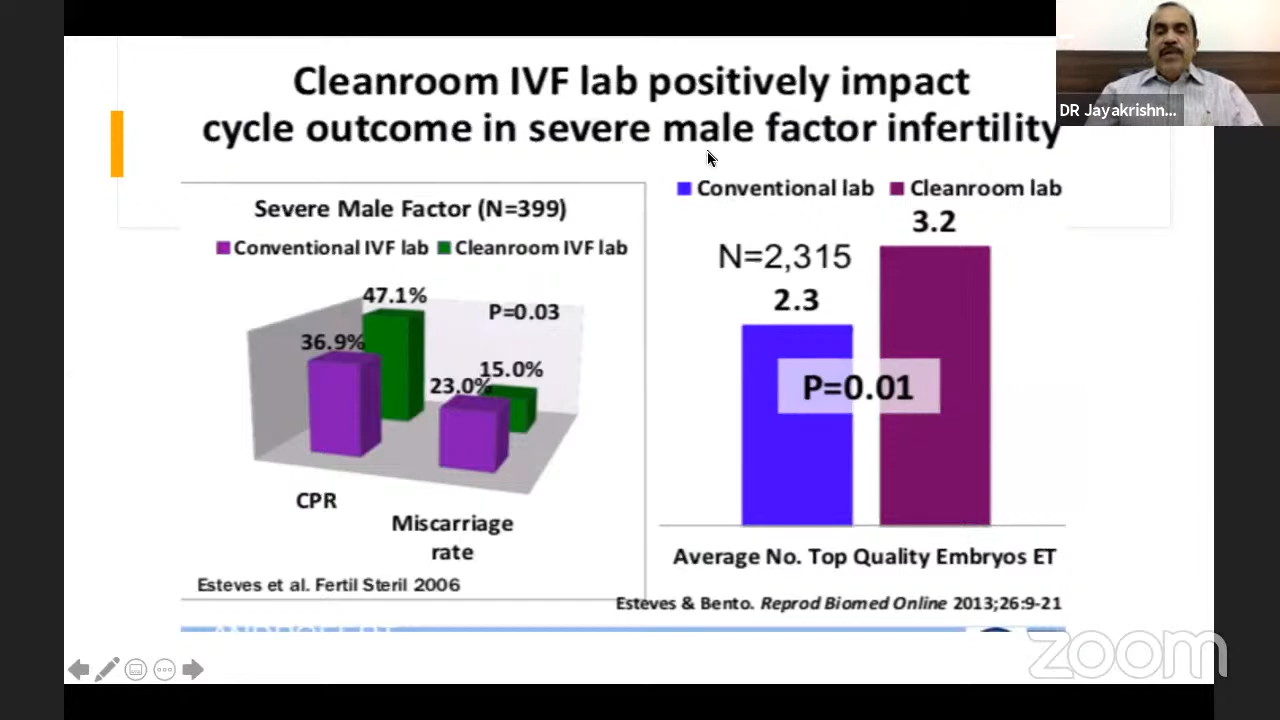 Cleanroom IVF lab positively impact
cycle outcome in severe male factor infertility
DR Jayakrishn...
Severe Male Factor (N=399)
Conventional IVF lab Cleanroom IVF lab
47.1%
P=0.03
36.9%
15.0%
23.0%
CPR
Miscarriage
rate
Esteves et al. Fertil Steril 2006
Conventional lab Cleanroom lab
3.2
N=2,315
2.3
P=0.01
Average No. Top Quality Embryos ET
Esteves & Bento. Reprod Biomed Online 2013;26:9-21
zoom